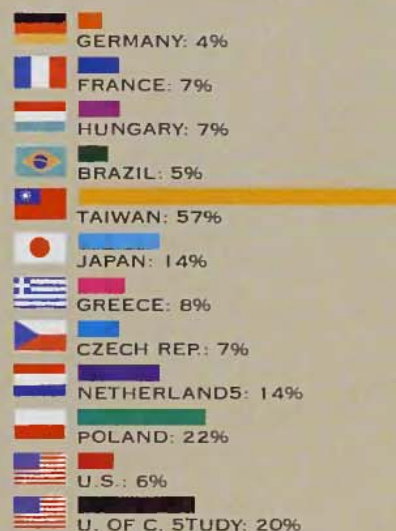 GERMANY: 4%
FRANCE: 7%
HUNGARY: 7%
BRAZIL: 5%
TAIWAN: 57%
JAPAN: 14%
GREECE: 8%
CZECH REP.: 7%
NETHERLAND5: 14%
POLAND: 22%
U.S.: 6%
U. OF C. 5TUDY: 20%